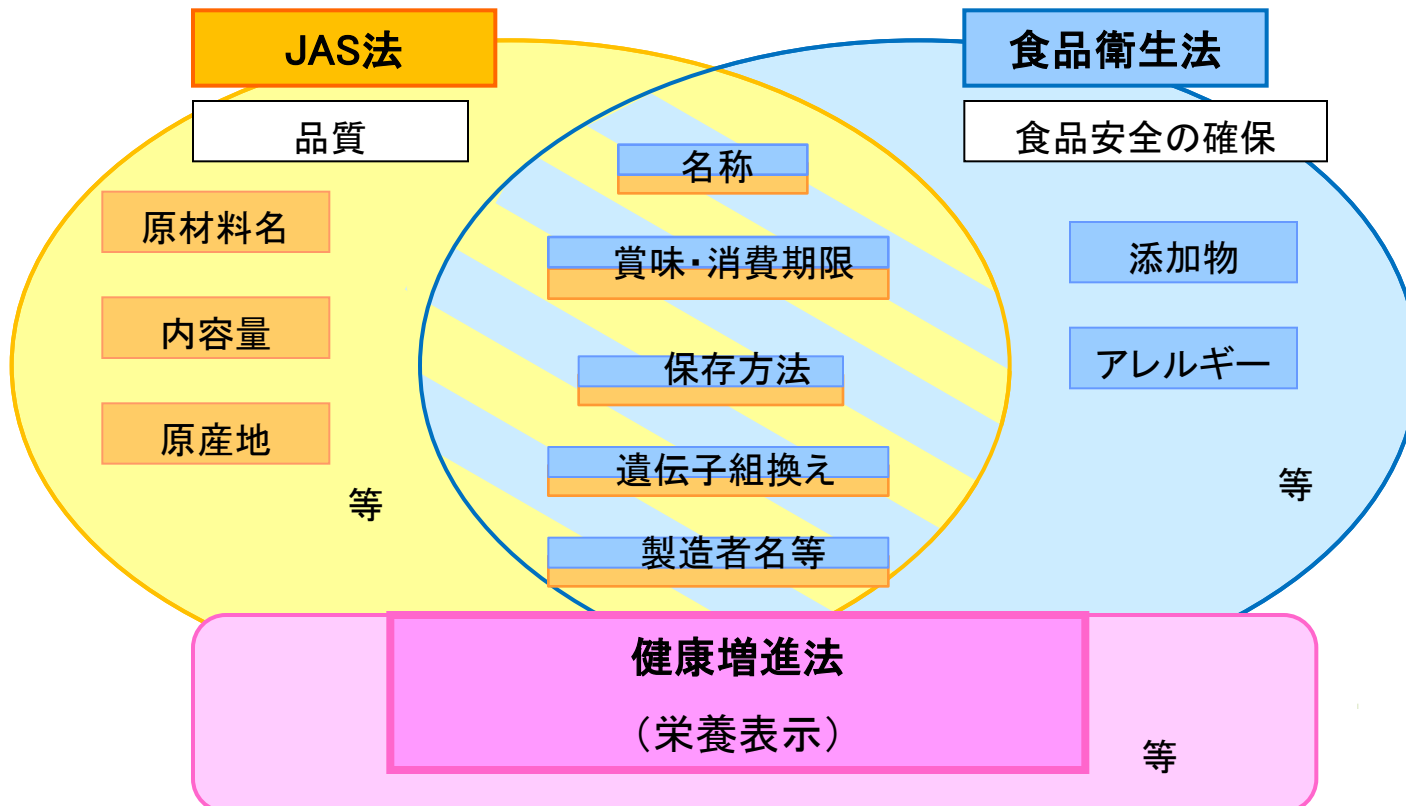 JAS法
食品衛生法
品質
食品安全の確保
原材料名
内容量
原産地
等
名称
賞味・消費期限
保存方法
遺伝子組換え
製造者名等
添加物
アレルギー
等
健康増進法
（栄養表示）
等